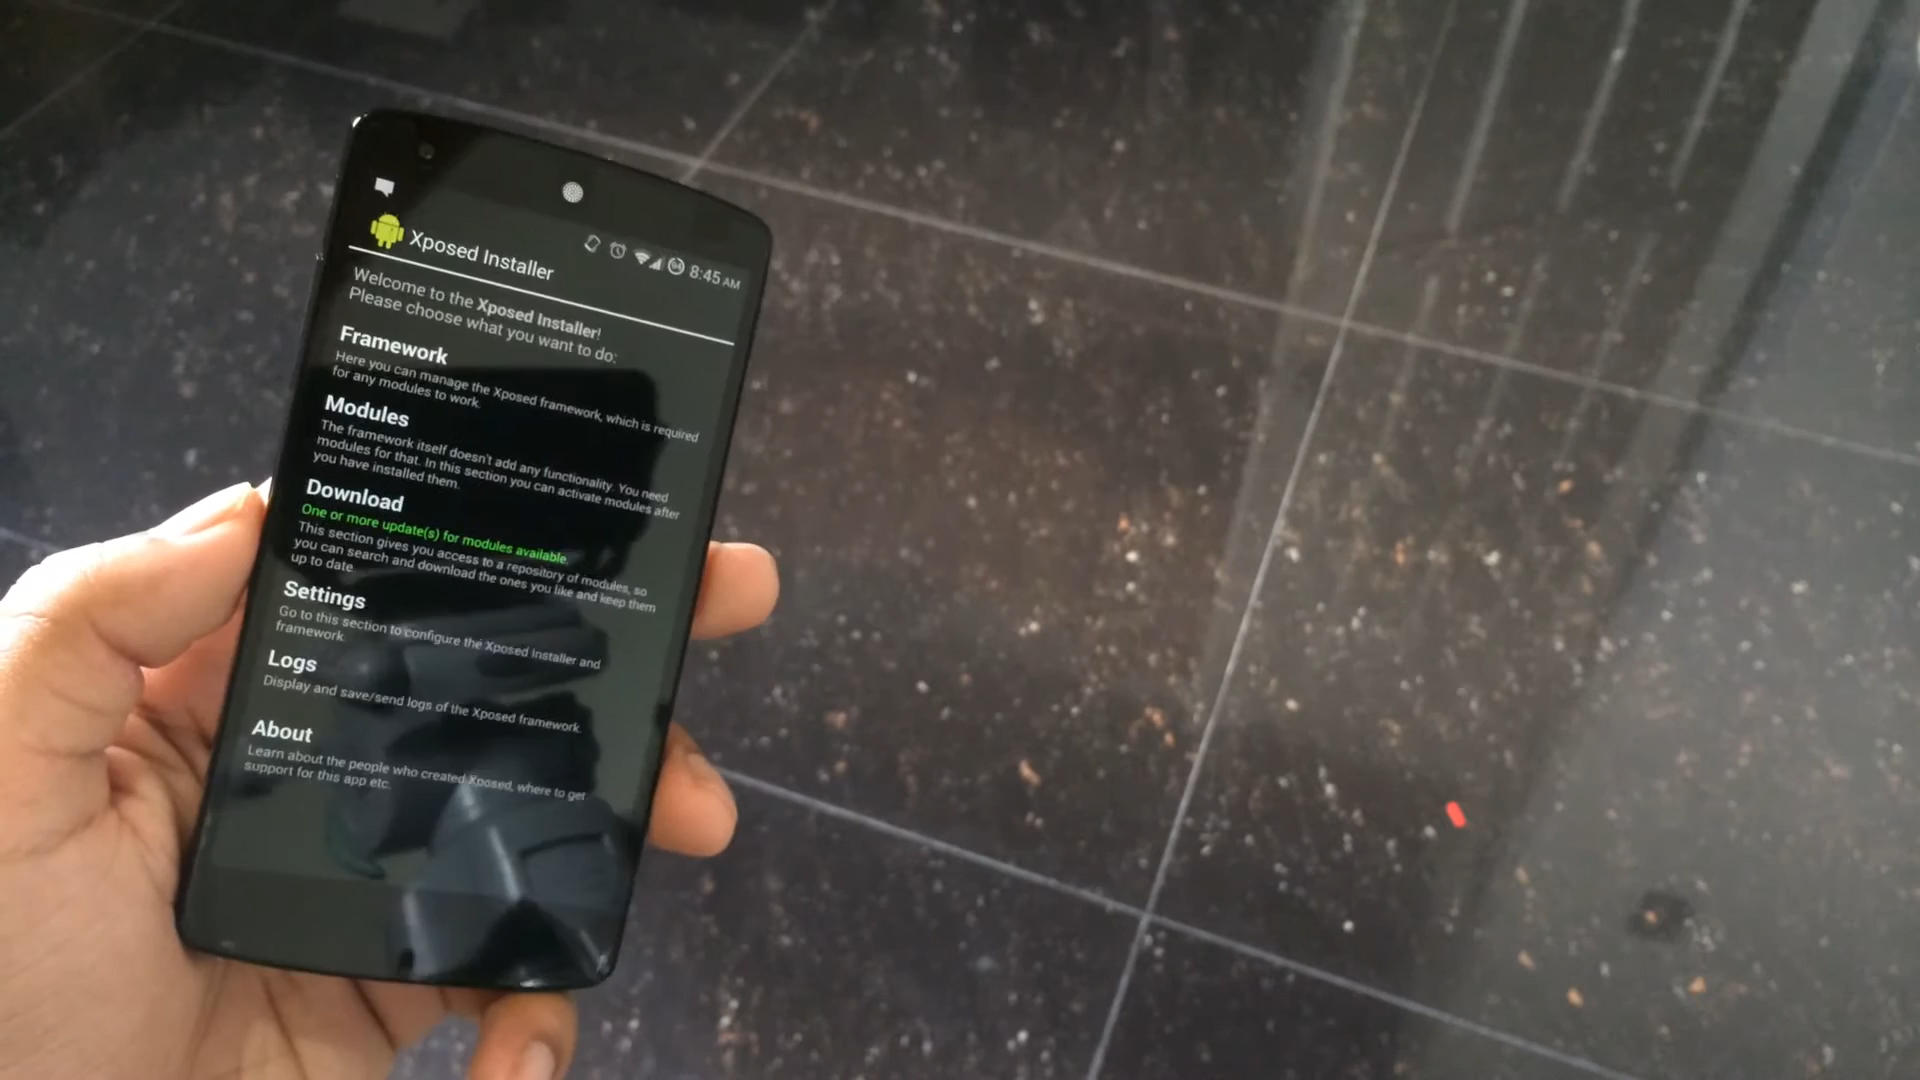 8:45 AM
Xposed Installer
Welcome to the Xposed Installer!
Please choose what you want to do:
Framework
Here you can manage the Xposed framework, which is required
for any modules to work.
Modules
The framework itself doesn't add any functionality. You need
modules for that. In this section you can activate modules after
you have installed them.
Download
One or more update(s) for modules available.
This section gives you access to a repository of modules, so
you can search and download the ones you like and keep them
up to date.
Settings
Go to this section to configure the Xposed Installer and
framework.
Logs
Display and save/send logs of the Xposed framework.
About
Learn about the people who created Xposed, where to get
support for this app etc.